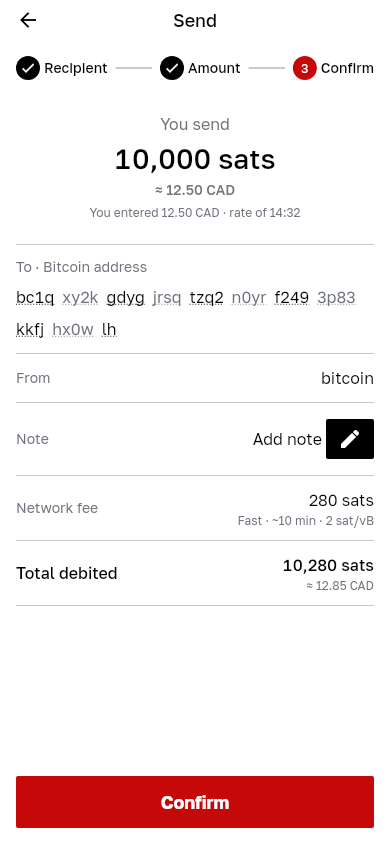 Send
Recipient Amount 3 Confirm
You send
10,000 sats
≈ 12.50 CAD
You entered 12.50 CAD · rate of 14:32
To · Bitcoin address
bc1q xy2k gdyg jrsq tzq2 n0yr f249 3p83
kkfj hx0w lh
From bitcoin
Note Add note
Network fee 280 sats
Fast · ~10 min · 2 sat/vB
Total debited 10,280 sats
≈ 12.85 CAD
Confirm